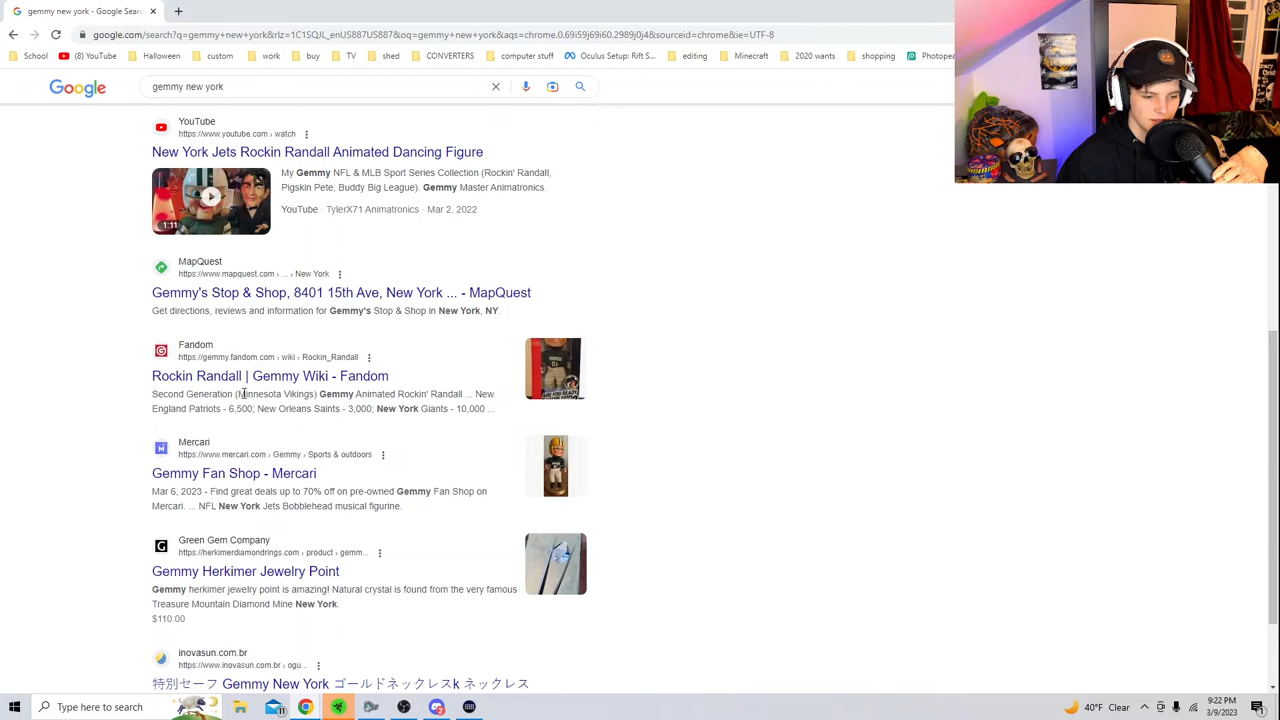 gemmy new york
google.com/search?q=gemmy+new+york&rlz=1C1SQJL_enUS887US887&oq=gemmy+new+york&aqs=chrome.0.69i59j69i60.2989j0j4&sourceid=chrome&ie=UTF-8
School (8) YouTube Halloween custom work buy shed CONVERTERS computer stuff Oculus Setup: Rift S... editing Minecraft 2020 wants shopping Photopea
Google gemmy new york
YouTube
https://www.youtube.com › watch
New York Jets Rockin Randall Animated Dancing Figure
My Gemmy NFL & MLB Sport Series Collection (Rockin' Randall,
Pigskin Pete, Buddy Big League). Gemmy Master Animatronics.
YouTube · TylerX71 Animatronics · Mar 2, 2022
1:11
MapQuest
https://www.mapquest.com › ... › New York
Gemmy's Stop & Shop, 8401 15th Ave, New York ... - MapQuest
Get directions, reviews and information for Gemmy's Stop & Shop in New York, NY.
Fandom
https://gemmy.fandom.com › wiki › Rockin_Randall
Rockin Randall | Gemmy Wiki - Fandom
Second Generation (Minnesota Vikings) Gemmy Animated Rockin' Randall ... New
England Patriots - 6,500; New Orleans Saints - 3,000; New York Giants - 10,000 ...
Mercari
https://www.mercari.com › Gemmy › Sports & outdoors
Gemmy Fan Shop - Mercari
Mar 6, 2023 - Find great deals up to 70% off on pre-owned Gemmy Fan Shop on
Mercari. ... NFL New York Jets Bobblehead musical figurine.
Green Gem Company
https://herkimerdiamondrings.com › product › gemm...
Gemmy Herkimer Jewelry Point
Gemmy herkimer jewelry point is amazing! Natural crystal is found from the very famous
Treasure Mountain Diamond Mine New York.
$110.00
inovasun.com.br
https://www.inovasun.com.br › ogu...
特別セーフ Gemmy New York ゴールドネックレスk ネックレス
Type here to search
40°F Clear
9:22 PM
3/9/2023